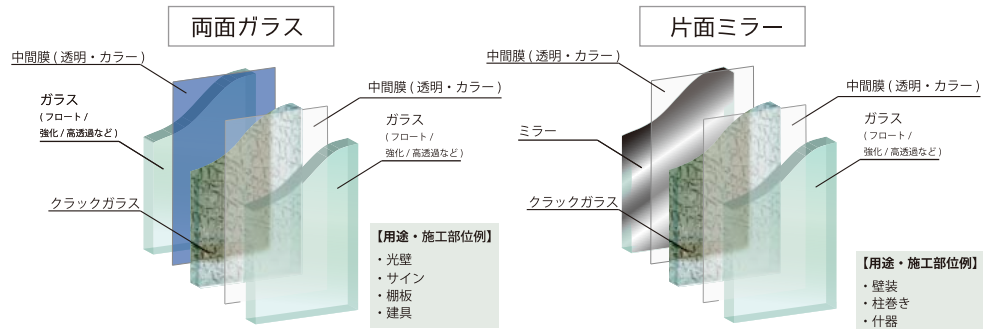 両面ガラス
中間膜 ( 透明・カラー )
ガラス
( フロート /
強化 / 高透過など )
クラックガラス
中間膜 ( 透明・カラー )
ガラス
( フロート /
強化 / 高透過など )
【用途・施工部位例】
・光壁
・サイン
・棚板
・建具
片面ミラー
中間膜 ( 透明・カラー )
ミラー
クラックガラス
中間膜 ( 透明・カラー )
ガラス
( フロート /
強化 / 高透過など )
【用途・施工部位例】
・壁装
・柱巻き
・什器